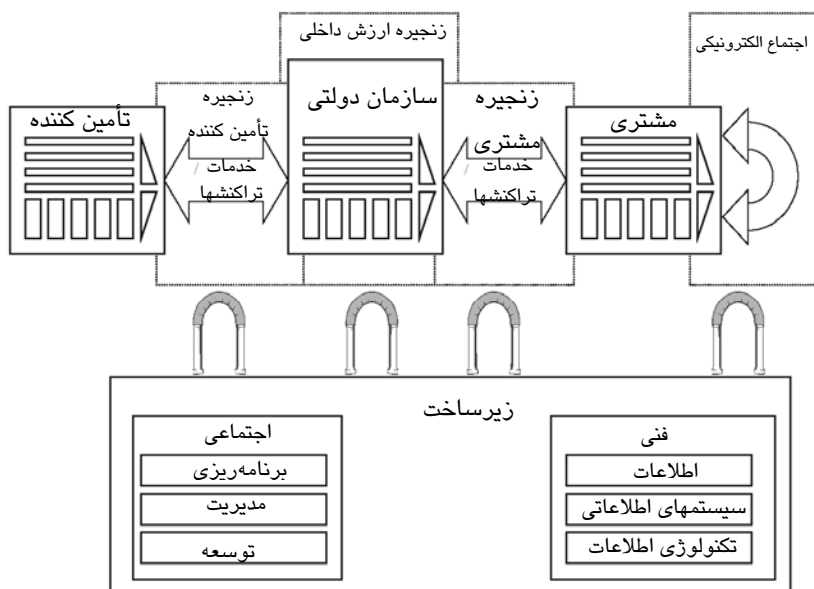 زنجیره ارزش داخلی
اجتماع الکترونیکی
سازمان دولتی
زنجیره
تأمین کننده
خدمات /
تراکنشها
زنجیره
مشتری
خدمات /
تراکنشها
تأمین کننده
مشتری
زیرساخت
اجتماعی
برنامه‌ریزی
مدیریت
توسعه
فنی
اطلاعات
سیستمهای اطلاعاتی
تکنولوژی اطلاعات